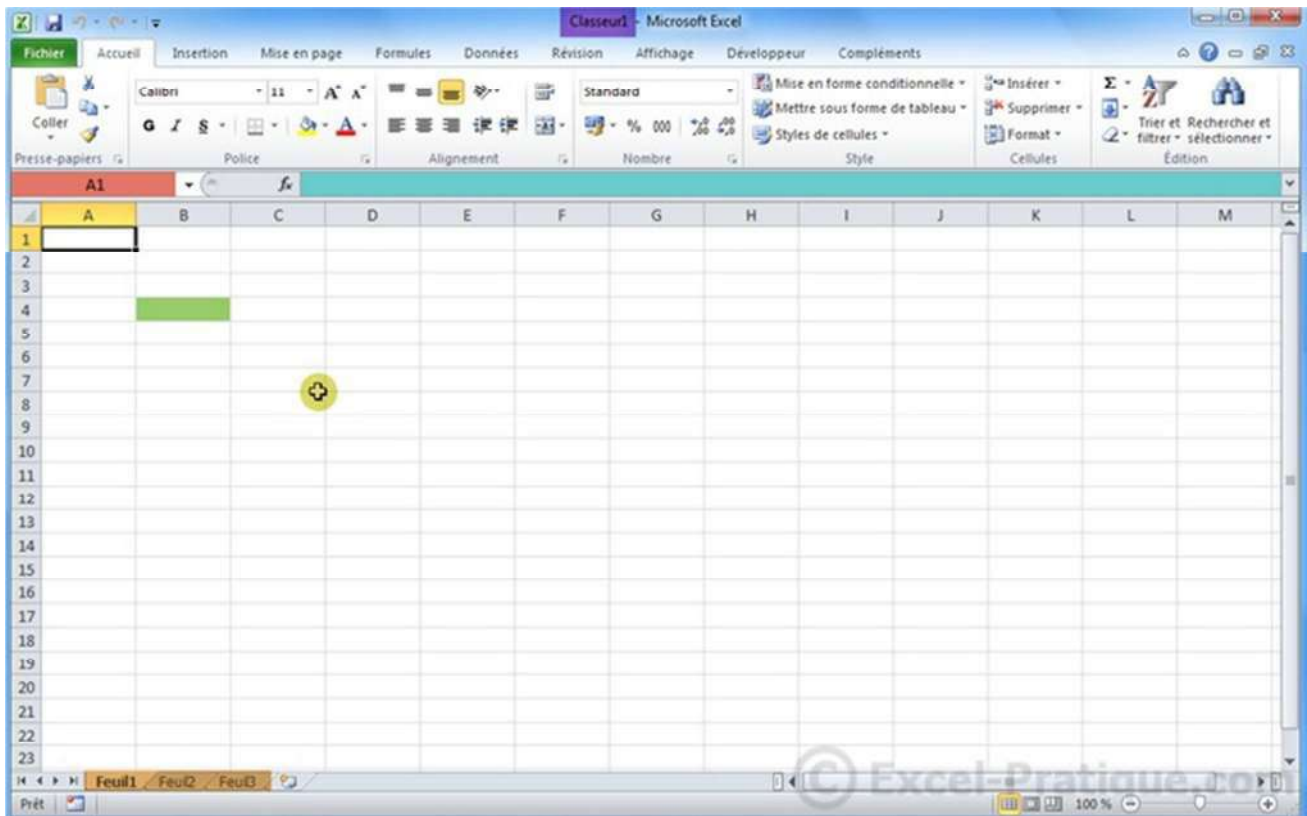 Classeur1 - Microsoft Excel
Fichier Accueil Insertion Mise en page Formules Données Révision Affichage Développeur Compléments
Coller
Calibri 11 A A
G I S A
Standard
% 000
Mise en forme conditionnelle
Mettre sous forme de tableau
Styles de cellules
Insérer
Supprimer
Format
Σ
Trier et filtrer
Rechercher et sélectionner
Presse-papiers Police Alignement Nombre Style Cellules Édition
A1 fx
A B C D E F G H I J K L M
1
2
3
4
5
6
7
8
9
10
11
12
13
14
15
16
17
18
19
20
21
22
23
Feuil1 Feuil2 Feuil3
© Excel-Pratique.com
Prêt 100 %